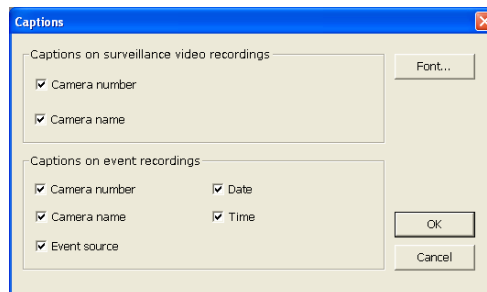 Captions
Captions on surveillance video recordings
Font...
Camera number
Camera name
Captions on event recordings
Camera number
Date
Camera name
Time
OK
Event source
Cancel